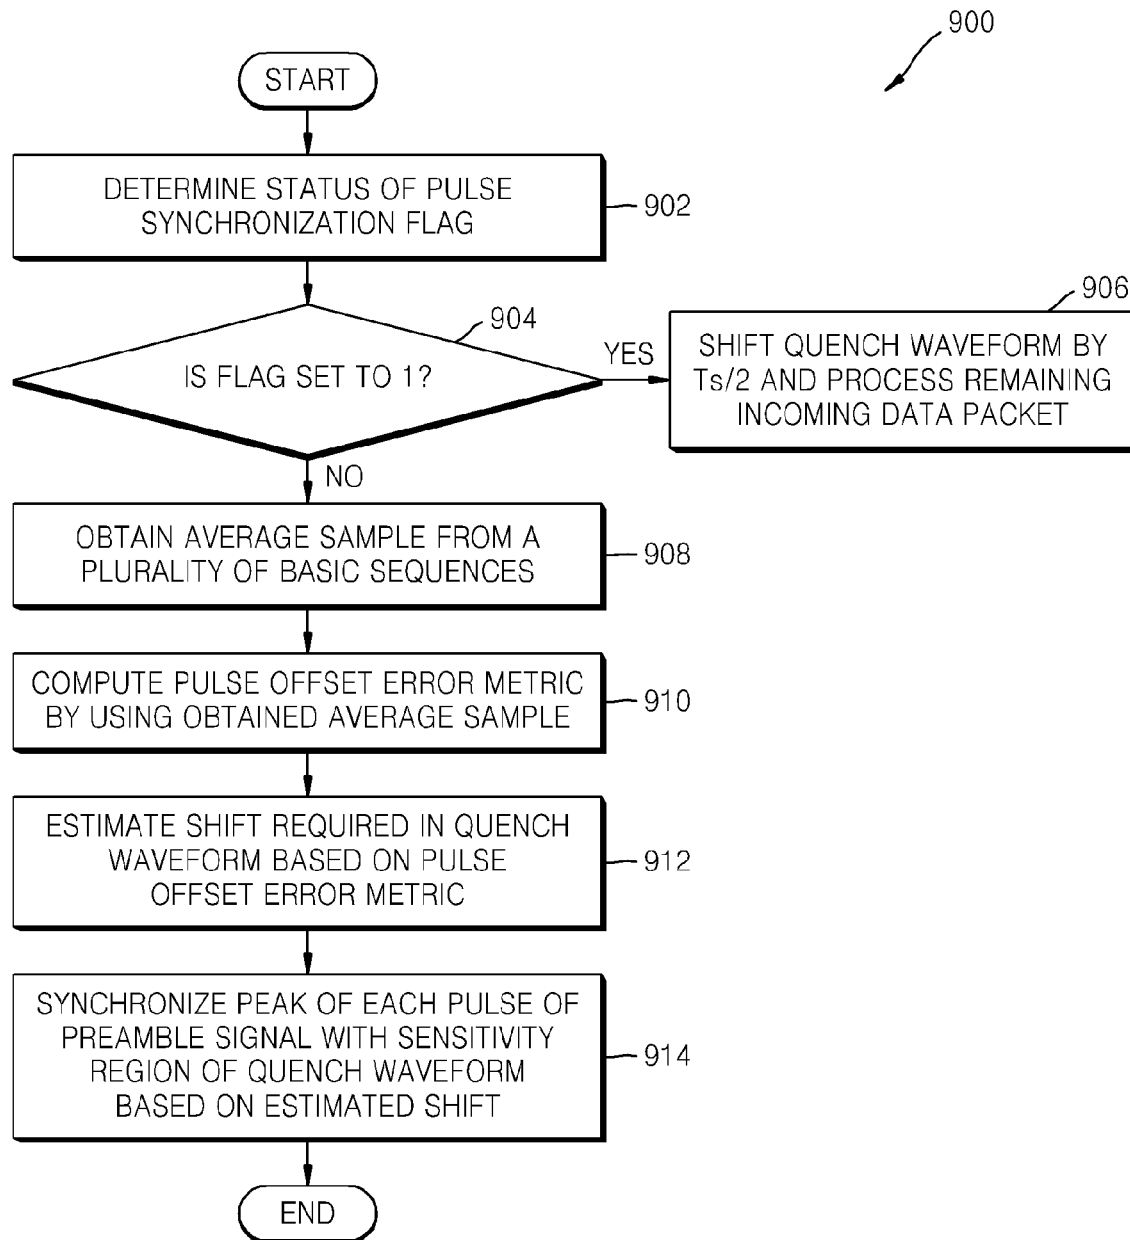 900
START
DETERMINE STATUS OF PULSE
SYNCHRONIZATION FLAG
902
904
IS FLAG SET TO 1?
YES
906
SHIFT QUENCH WAVEFORM BY
Ts/2 AND PROCESS REMAINING
INCOMING DATA PACKET
NO
OBTAIN AVERAGE SAMPLE FROM A
PLURALITY OF BASIC SEQUENCES
908
COMPUTE PULSE OFFSET ERROR METRIC
BY USING OBTAINED AVERAGE SAMPLE
910
ESTIMATE SHIFT REQUIRED IN QUENCH
WAVEFORM BASED ON PULSE
OFFSET ERROR METRIC
912
SYNCHRONIZE PEAK OF EACH PULSE OF
PREAMBLE SIGNAL WITH SENSITIVITY
REGION OF QUENCH WAVEFORM
BASED ON ESTIMATED SHIFT
914
END